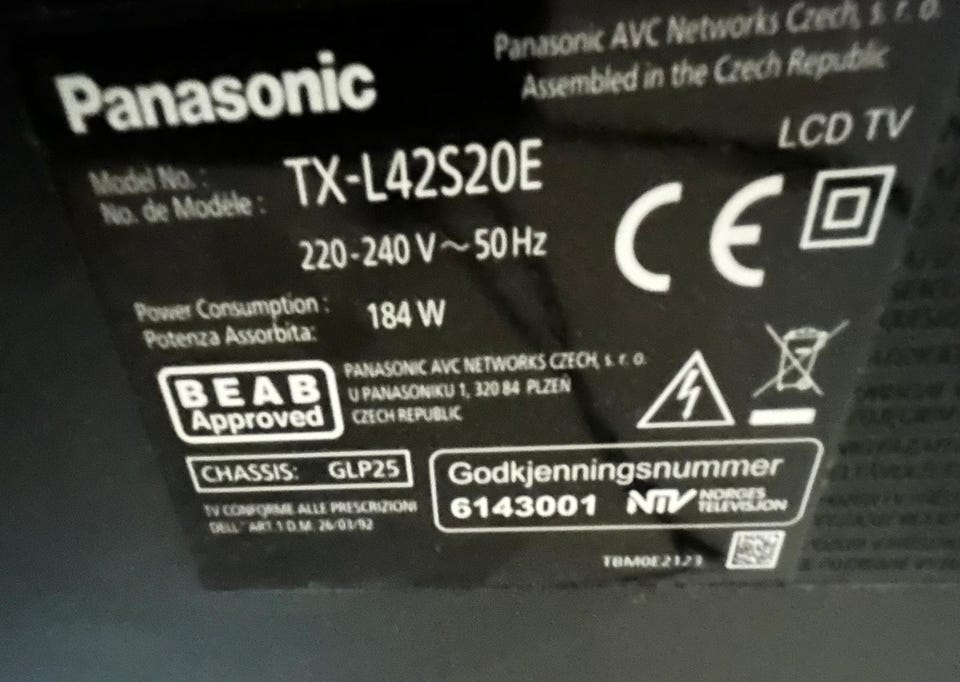 Panasonic
Panasonic AVC Networks Czech, s. r. o.
Assembled in the Czech Republic
LCD TV
Model No. :
No. de Modèle :
TX-L42S20E
220-240 V ~ 50 Hz
CE
Power Consumption :
Potenza Assorbita:
184 W
BEAB
Approved
PANASONIC AVC NETWORKS CZECH, s. r. o.
U PANASONIKU 1, 320 84 PLZEŇ
CZECH REPUBLIC
CHASSIS: GLP25
Godkjenningsnummer
6143001 NTV NORGES
TELEVISJON
TV CONFORME ALLE PRESCRIZIONI
DELL' ART 1 D.M. 26/03/92
TBM0E2123